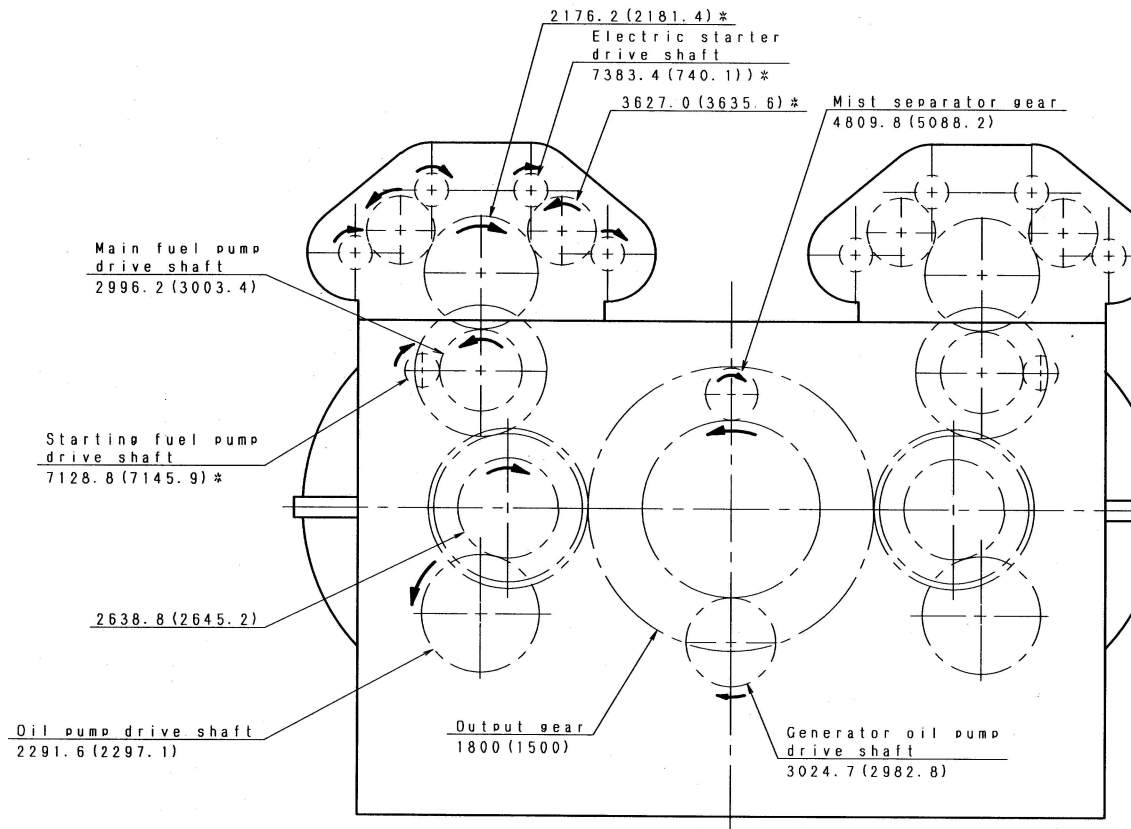 2176.2(2181.4)*
Electric starter
drive shaft
7383.4(740.1))*
3627.0(3635.6)*
Mist separator gear
4809.8(5088.2)
Main fuel pump
drive shaft
2996.2(3003.4)
Starting fuel pump
drive shaft
7128.8(7145.9)*
2638.8(2645.2)
Oil pump drive shaft
2291.6(2297.1)
Output gear
1800(1500)
Generator oil pump
drive shaft
3024.7(2982.8)